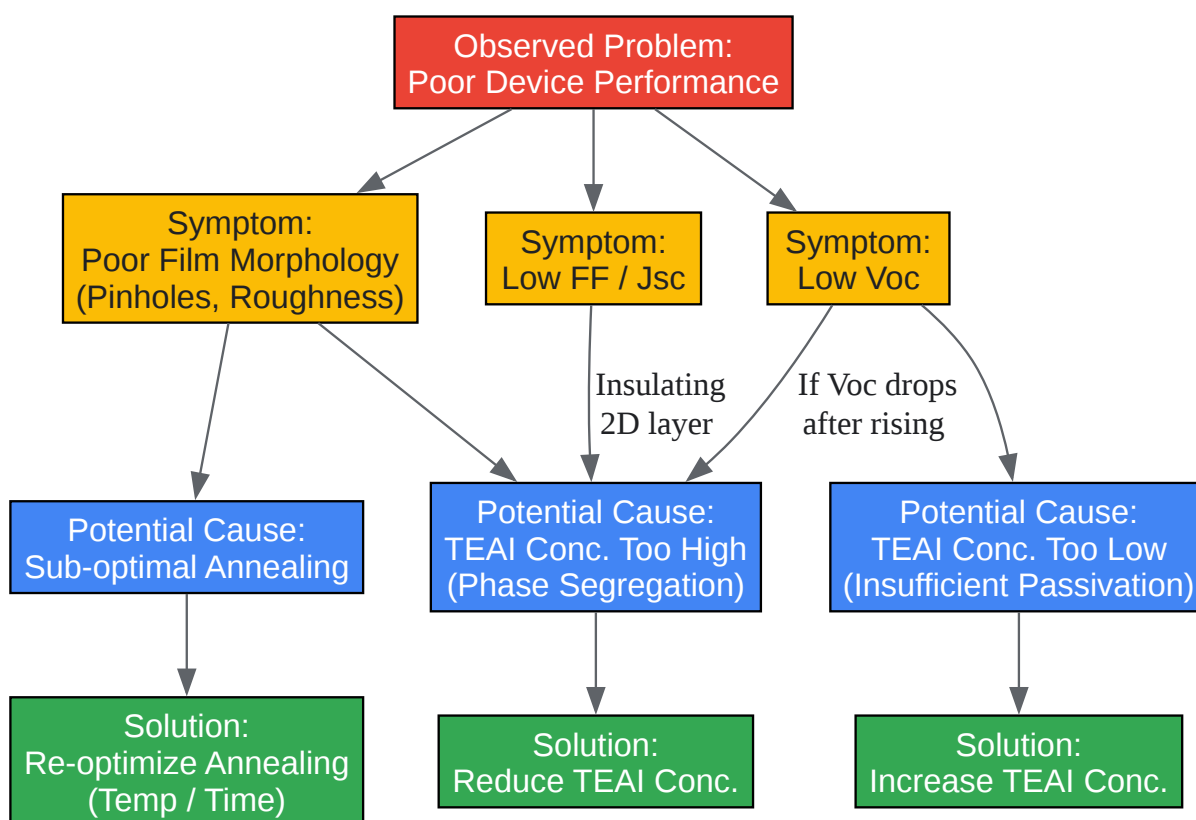 Observed Problem:
Poor Device Performance
Symptom:
Poor Film Morphology
(Pinholes, Roughness)
Symptom:
Low FF / Jsc
Symptom:
Low Voc
Insulating
2D layer
If Voc drops
after rising
Potential Cause:
Sub-optimal Annealing
Potential Cause:
TEAI Conc. Too High
(Phase Segregation)
Potential Cause:
TEAI Conc. Too Low
(Insufficient Passivation)
Solution:
Re-optimize Annealing
(Temp / Time)
Solution:
Reduce TEAI Conc.
Solution:
Increase TEAI Conc.